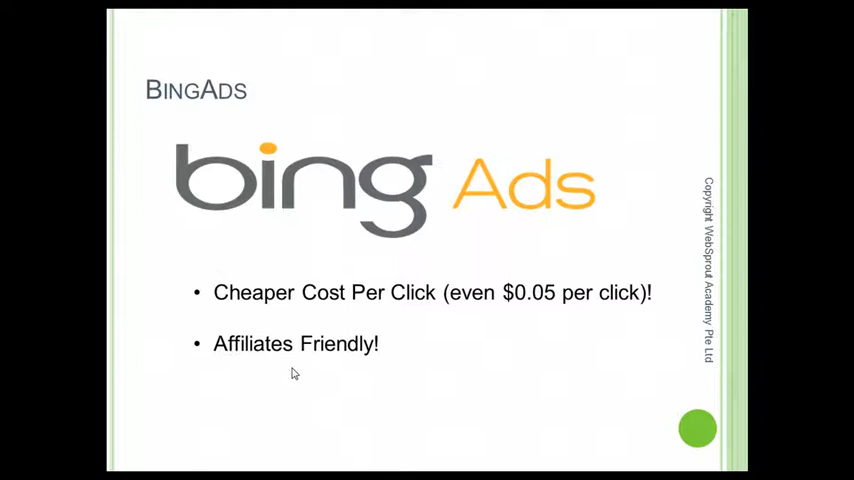 BINGADS
bing Ads
• Cheaper Cost Per Click (even $0.05 per click)!
• Affiliates Friendly!
Copyright WebSprout Academy Pte Ltd